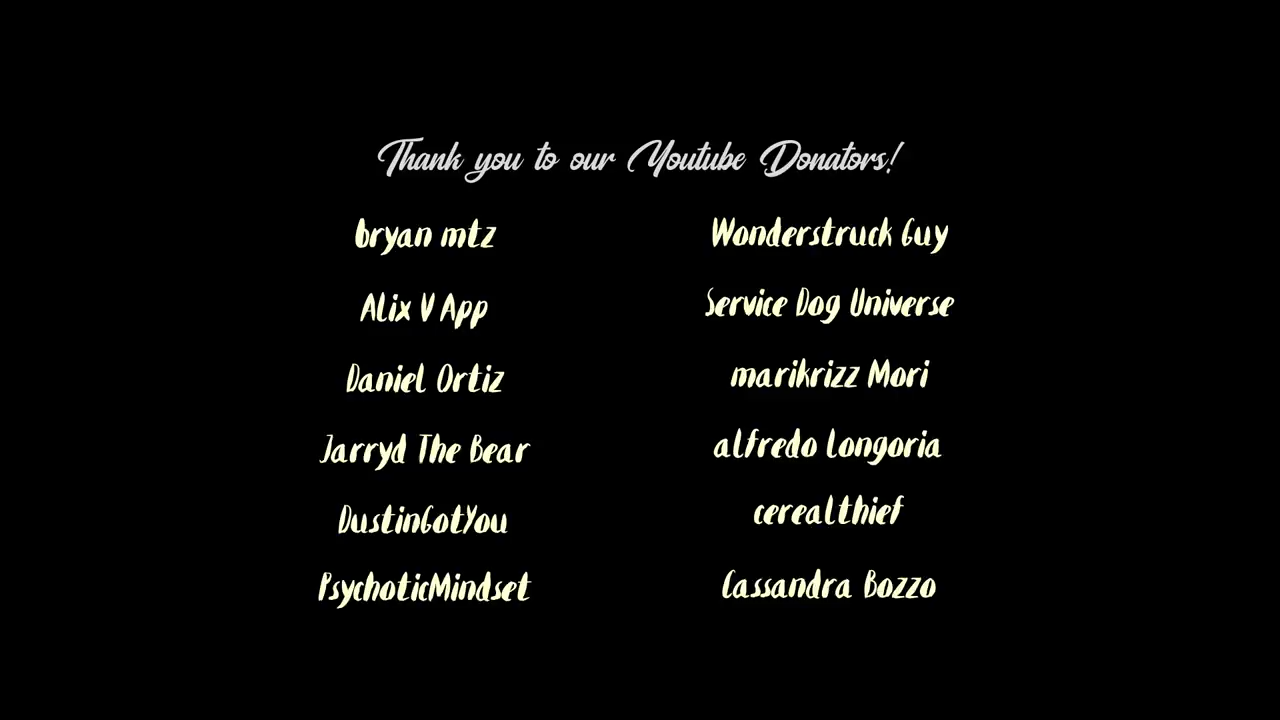 Thank you to our Youtube Donators!
bryan mtz
Alix V App
Daniel Ortiz
Jarryd The Bear
DustinGotYou
PsychoticMindset
Wonderstruck Guy
Service Dog Universe
marikrizz Mori
alfredo longoria
cerealthief
Cassandra Bozzo